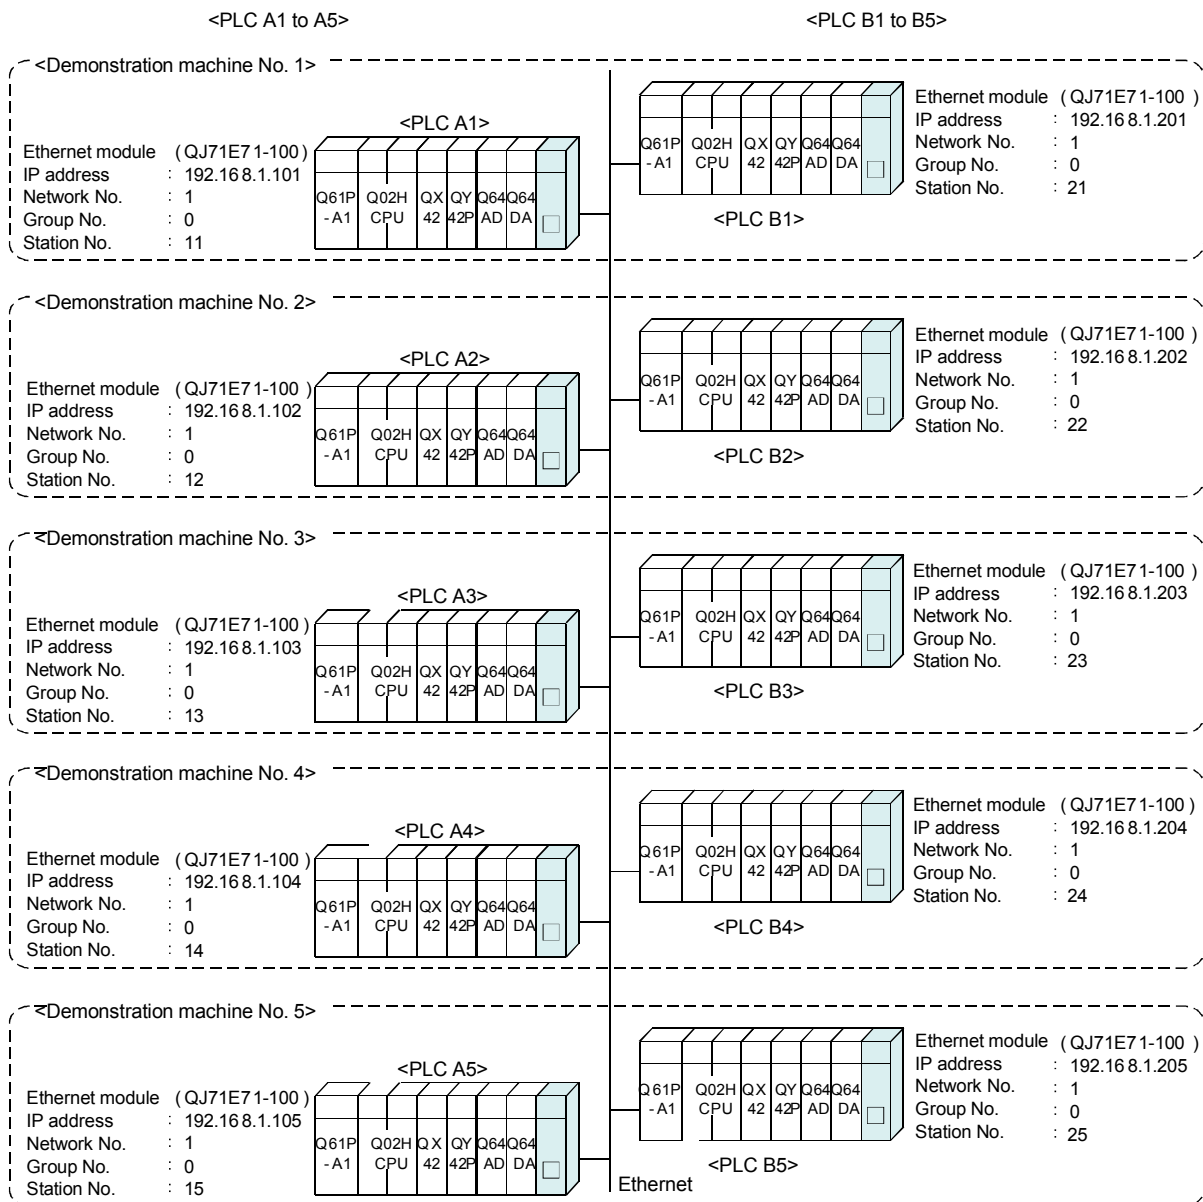 <PLC A1 to A5>
<PLC B1 to B5>
<Demonstration machine No. 1>
<PLC A1>
Ethernet module (QJ71E71-100)
IP address : 192.168.1.101
Network No. : 1
Group No. : 0
Station No. : 11
Q61P Q02H QX QY Q64 Q64
-A1 CPU 42 42P AD DA
Q61P Q02H QX QY Q64 Q64
-A1 CPU 42 42P AD DA
<PLC B1>
Ethernet module (QJ71E71-100)
IP address : 192.168.1.201
Network No. : 1
Group No. : 0
Station No. : 21
<Demonstration machine No. 2>
<PLC A2>
Ethernet module (QJ71E71-100)
IP address : 192.168.1.102
Network No. : 1
Group No. : 0
Station No. : 12
Q61P Q02H QX QY Q64 Q64
-A1 CPU 42 42P AD DA
Q61P Q02H QX QY Q64 Q64
-A1 CPU 42 42P AD DA
<PLC B2>
Ethernet module (QJ71E71-100)
IP address : 192.168.1.202
Network No. : 1
Group No. : 0
Station No. : 22
<Demonstration machine No. 3>
<PLC A3>
Ethernet module (QJ71E71-100)
IP address : 192.168.1.103
Network No. : 1
Group No. : 0
Station No. : 13
Q61P Q02H QX QY Q64 Q64
-A1 CPU 42 42P AD DA
Q61P Q02H QX QY Q64 Q64
-A1 CPU 42 42P AD DA
<PLC B3>
Ethernet module (QJ71E71-100)
IP address : 192.168.1.203
Network No. : 1
Group No. : 0
Station No. : 23
<Demonstration machine No. 4>
<PLC A4>
Ethernet module (QJ71E71-100)
IP address : 192.168.1.104
Network No. : 1
Group No. : 0
Station No. : 14
Q61P Q02H QX QY Q64 Q64
-A1 CPU 42 42P AD DA
Q61P Q02H QX QY Q64 Q64
-A1 CPU 42 42P AD DA
<PLC B4>
Ethernet module (QJ71E71-100)
IP address : 192.168.1.204
Network No. : 1
Group No. : 0
Station No. : 24
<Demonstration machine No. 5>
<PLC A5>
Ethernet module (QJ71E71-100)
IP address : 192.168.1.105
Network No. : 1
Group No. : 0
Station No. : 15
Q61P Q02H QX QY Q64 Q64
-A1 CPU 42 42P AD DA
Q61P Q02H QX QY Q64 Q64
-A1 CPU 42 42P AD DA
<PLC B5>
Ethernet module (QJ71E71-100)
IP address : 192.168.1.205
Network No. : 1
Group No. : 0
Station No. : 25
Ethernet